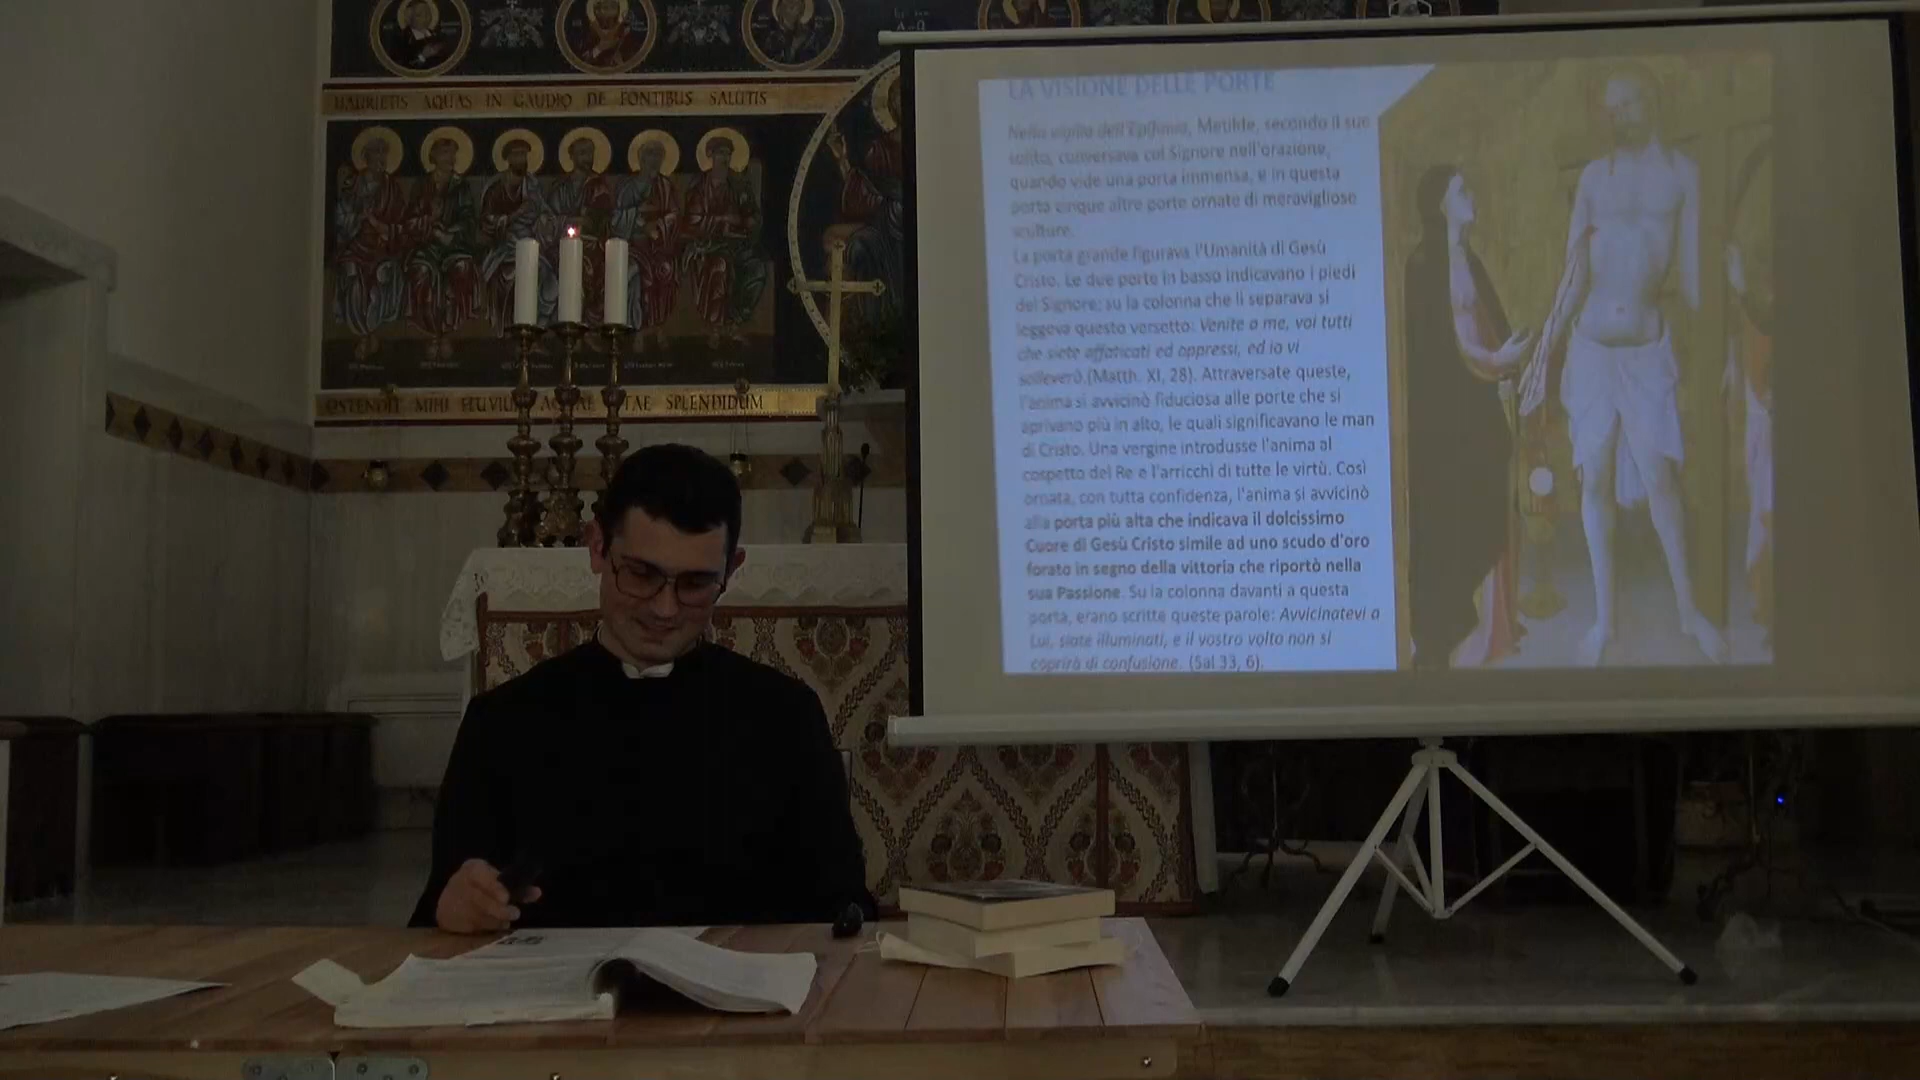 HAURIETIS AQUAS IN GAUDIO DE FONTIBUS SALUTIS
OSTENDIT MIHI FLUVIUM AQUAE VITAE SPLENDIDUM
LA VISIONE DELLE PORTE
Nella vigilia dell'Epifania, Metilde, secondo il suo
solito, conversava col Signore nell'orazione,
quando vide una porta immensa, e in questa
porta cinque altre porte ornate di meravigliose
sculture.
La porta grande figurava l'Umanità di Gesù
Cristo. Le due porte in basso indicavano i piedi
del Signore; su la colonna che li separava si
leggeva questo versetto: Venite a me, voi tutti
che siete affaticati ed oppressi, ed io vi
solleverò.(Matth. XI, 28). Attraversate queste,
l'anima si avvicinò fiduciosa alle porte che si
aprivano più in alto, le quali significavano le man
di Cristo. Una vergine introdusse l'anima al
cospetto del Re e l'arricchì di tutte le virtù. Così
ornata, con tutta confidenza, l'anima si avvicinò
alla porta più alta che indicava il dolcissimo
Cuore di Gesù Cristo simile ad uno scudo d'oro
forato in segno della vittoria che riportò nella
sua Passione. Su la colonna davanti a questa
porta, erano scritte queste parole: Avvicinatevi a
Lui, siate illuminati, e il vostro volto non si
coprirà di confusione. (Sal 33, 6).